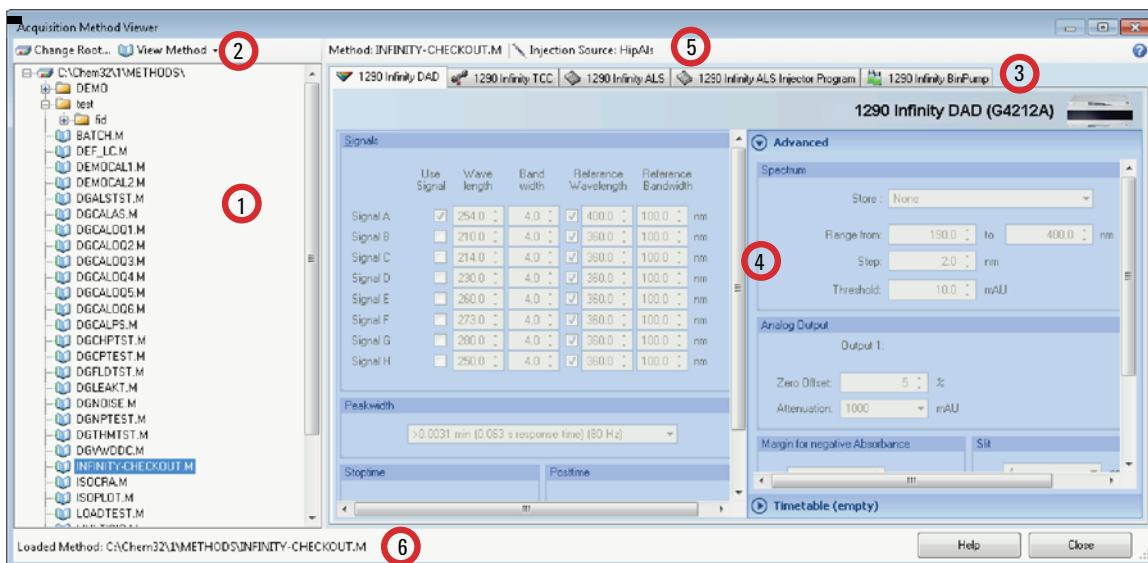 Acquisition Method Viewer
Change Root... View Method
2
Method: INFINITY-CHECKOUT.M Injection Source: HipAls
5
C:\Chem32\1\METHODS\
DEMO
test
fid
BATCH.M
DEF_LC.M
DEMOCAL1.M
DEMOCAL2.M
DGALSTST.M
DGCALAS.M
DGCALOQ1.M
DGCALOQ2.M
DGCALOQ3.M
DGCALOQ4.M
DGCALOQ5.M
DGCALOQ6.M
DGCALPS.M
DGCHPTST.M
DGCPTEST.M
DGFLDTST.M
DGLEAKT.M
DGNOISE.M
DGNPTEST.M
DGTHMTST.M
DGVWDDC.M
INFINITY-CHECKOUT.M
ISOCRA.M
ISOPLOT.M
LOADTEST.M
1
1290 Infinity DAD 1290 Infinity TCC 1290 Infinity ALS 1290 Infinity ALS Injector Program 1290 Infinity BinPump
3
1290 Infinity DAD (G4212A)
Signals
Use Signal Wave length Band width Reference Wavelength Reference Bandwidth
Signal A 254.0 4.0 400.0 100.0 nm
Signal B 210.0 4.0 360.0 100.0 nm
Signal C 214.0 4.0 360.0 100.0 nm
Signal D 230.0 4.0 360.0 100.0 nm
Signal E 260.0 4.0 360.0 100.0 nm
Signal F 273.0 4.0 360.0 100.0 nm
Signal G 280.0 4.0 360.0 100.0 nm
Signal H 250.0 4.0 360.0 100.0 nm
Peakwidth
>0.0031 min (0.063 s response time) (80 Hz)
Stoptime Posttime
4
Advanced
Spectrum
Store : None
Range from: 190.0 to 400.0 nm
Step: 2.0 nm
Threshold: 10.0 mAU
Analog Output
Output 1:
Zero Offset: 5 %
Attenuation: 1000 mAU
Margin for negative Absorbance Slit
Timetable (empty)
Loaded Method: C:\Chem32\1\METHODS\INFINITY-CHECKOUT.M
6
Help Close